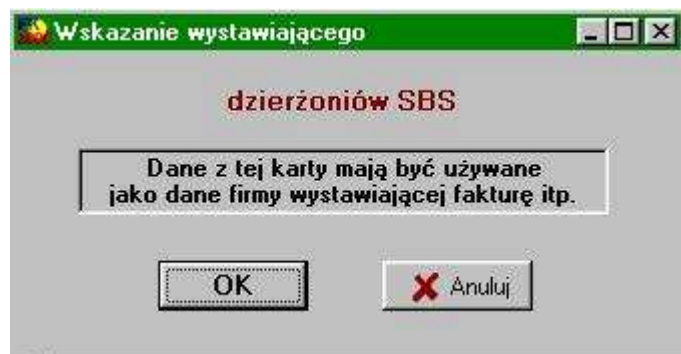 Wskazanie wystawiającego
dzierżoniów SBS
Dane z tej karty mają być używane
jako dane firmy wystawiającej fakturę itp.
OK
Anuluj